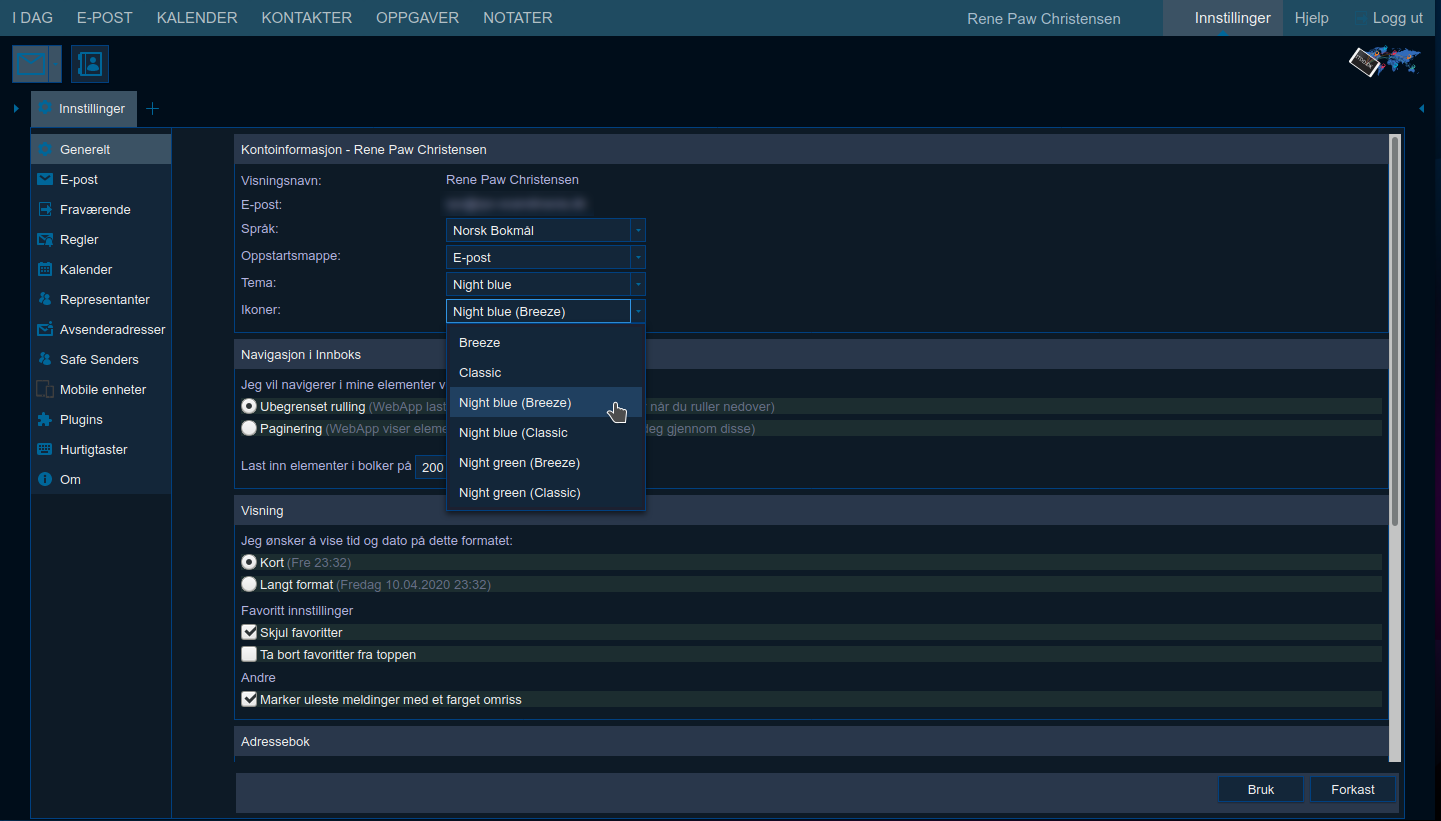 I DAG E-POST KALENDER KONTAKTER OPPGAVER NOTATER Rene Paw Christensen Innstillinger Hjelp Logg ut
Innstillinger
Generelt
E-post
Fraværende
Regler
Kalender
Representanter
Avsenderadresser
Safe Senders
Mobile enheter
Plugins
Hurtigtaster
Om
Kontoinformasjon - Rene Paw Christensen
Visningsnavn: Rene Paw Christensen
E-post:
Språk: Norsk Bokmål
Oppstartsmappe: E-post
Tema: Night blue
Ikoner: Night blue (Breeze)
Breeze
Classic
Night blue (Breeze)
Night blue (Classic
Night green (Breeze)
Night green (Classic)
Navigasjon i Innboks
Jeg vil navigerer i mine elementer
Ubegrenset rulling (WebApp last når du ruller nedover)
Paginering (WebApp viser eleme deg gjennom disse)
Last inn elementer i bolker på 200
Visning
Jeg ønsker å vise tid og dato på dette formatet:
Kort (Fre 23:32)
Langt format (Fredag 10.04.2020 23:32)
Favoritt innstillinger
Skjul favoritter
Ta bort favoritter fra toppen
Andre
Marker uleste meldinger med et farget omriss
Adressebok
Bruk Forkast